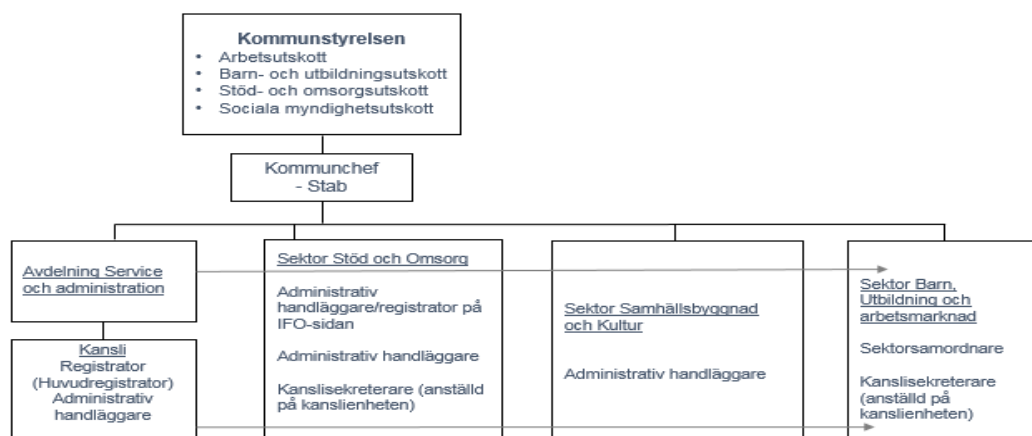 Kommunstyrelsen
• Arbetsutskott
• Barn- och utbildningsutskott
• Stöd- och omsorgsutskott
• Sociala myndighetsutskott
Kommunchef
- Stab
Avdelning Service
och administration
Kansli
Registrator
(Huvudregistrator)
Administrativ
handläggare
Sektor Stöd och Omsorg
Administrativ
handläggare/registrator på
IFO-sidan
Administrativ handläggare
Kanslisekreterare (anställd
på kanslienheten)
Sektor Samhällsbyggnad
och Kultur
Administrativ handläggare
Sektor Barn,
Utbildning och
arbetsmarknad
Sektorsamordnare
Kanslisekreterare
(anställd på
kanslienheten)